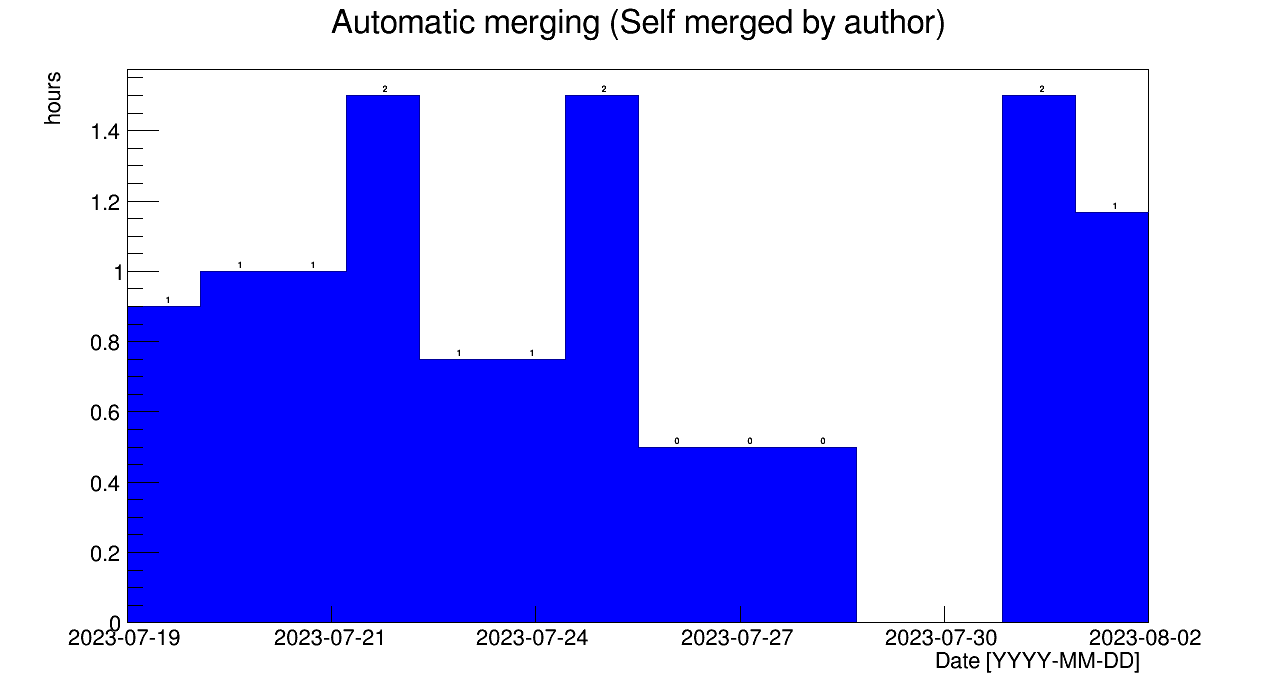 Automatic merging (Self merged by author)
hours
2 2 2
1.4
1.2
1
1 1
1
1
0.8
1 1
0.6
0 0 0
0.4
0.2
0
2023-07-19 2023-07-21 2023-07-24 2023-07-27 2023-07-30 2023-08-02
Date [YYYY-MM-DD]